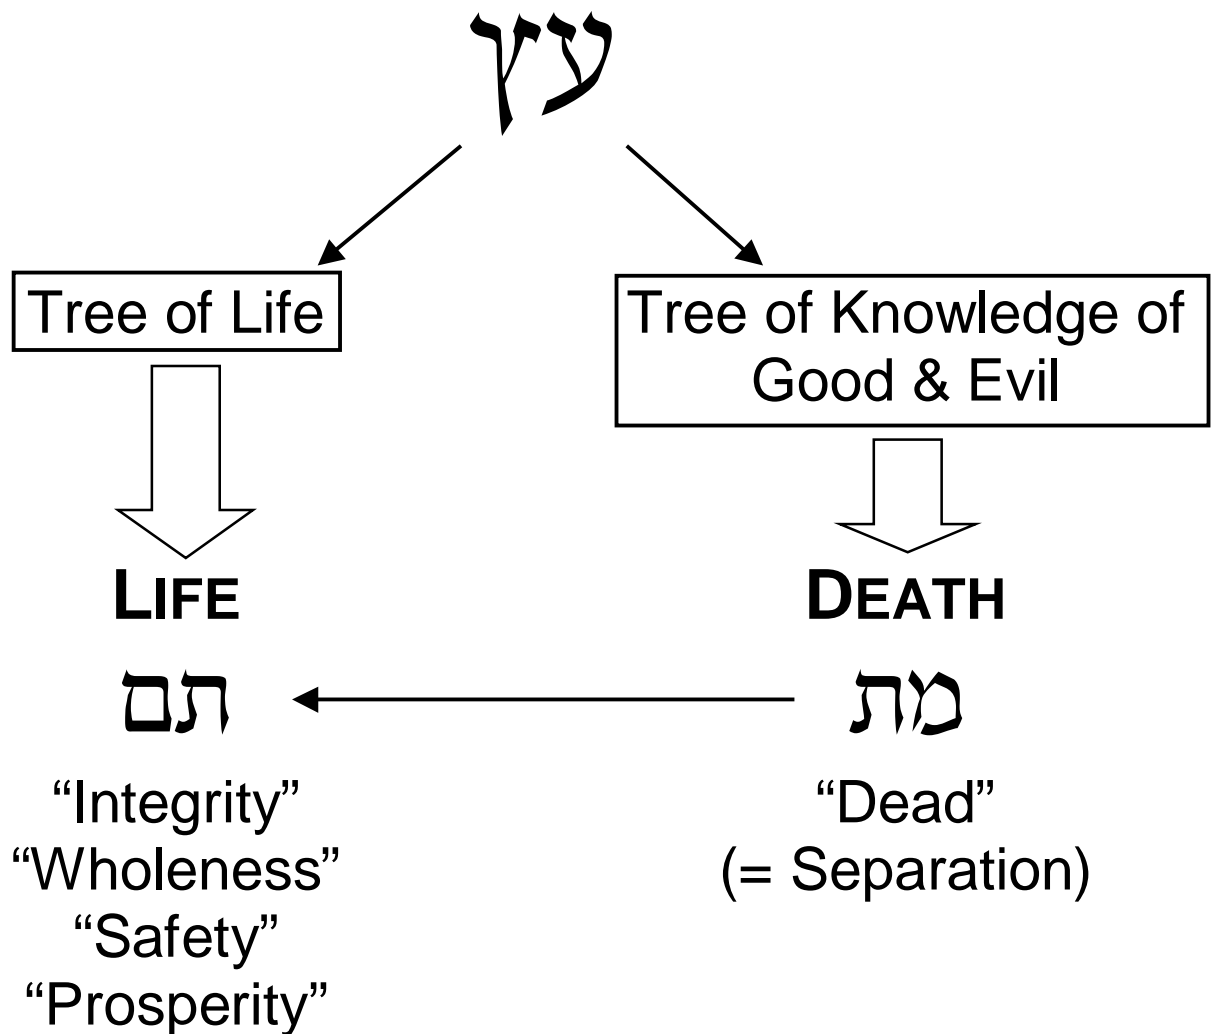 עץ
Tree of Life
Tree of Knowledge of
Good & Evil
LIFE
DEATH
תם
מת
“Integrity”
“Wholeness”
“Safety”
“Prosperity”
“Dead”
(= Separation)